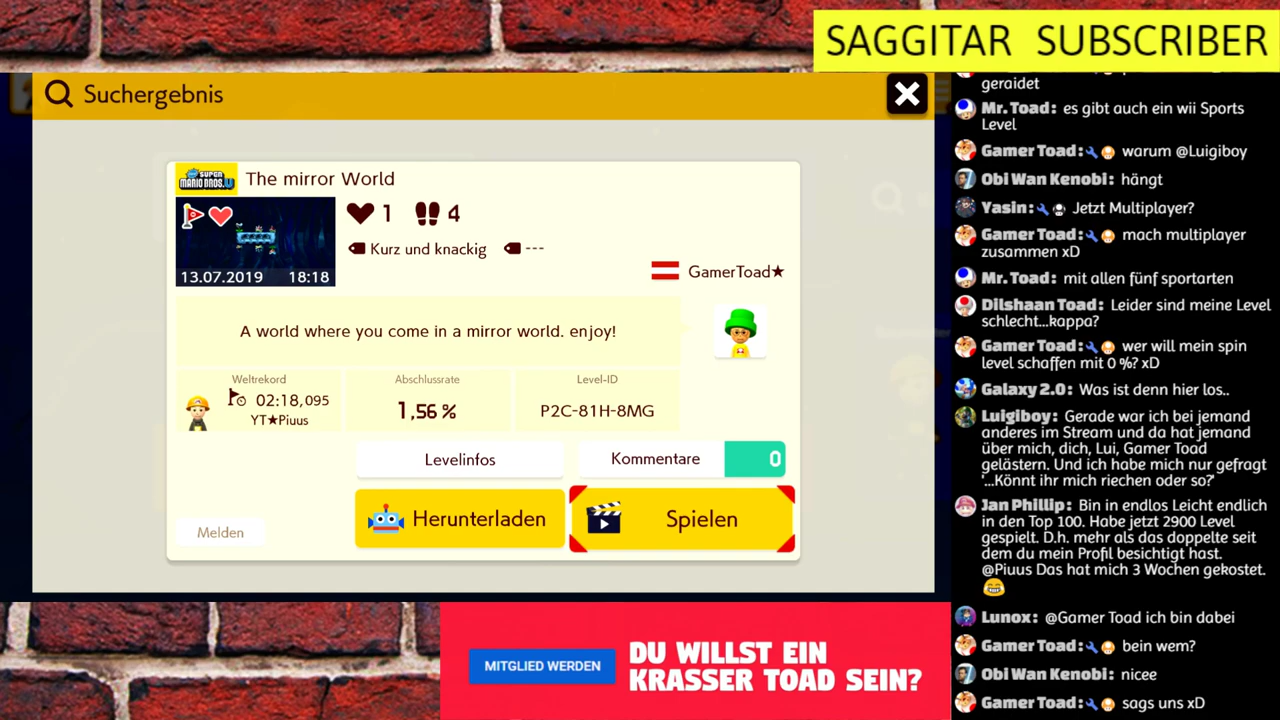 SAGGITAR SUBSCRIBER
Suchergebnis
SUPER
MARIO BROS. U
The mirror World
1
4
13.07.2019 18:18
Kurz und knackig
---
GamerToad★
A world where you come in a mirror world. enjoy!
Weltrekord
02:18,095
YT★Piuus
Abschlussrate
1,56 %
Level-ID
P2C-81H-8MG
Levelinfos
Kommentare
0
Melden
Herunterladen
Spielen
MITGLIED WERDEN
DU WILLST EIN
KRASSER TOAD SEIN?
geraidet
Mr. Toad: es gibt auch ein wii Sports
Level
Gamer Toad: warum @Luigiboy
Obi Wan Kenobi: hängt
Yasin: Jetzt Multiplayer?
Gamer Toad: mach multiplayer
zusammen xD
Mr. Toad: mit allen fünf sportarten
Dilshaan Toad: Leider sind meine Level
schlecht...kappa?
Gamer Toad: wer will mein spin
level schaffen mit 0 %? xD
Galaxy 2.0: Was ist denn hier los..
Luigiboy: Gerade war ich bei jemand
anderes im Stream und da hat jemand
über mich, dich, Lui, Gamer Toad
gelästern. Und ich habe mich nur gefragt
'...Könnt ihr mich riechen oder so?'
Jan Phillip: Bin in endlos Leicht endlich
in den Top 100. Habe jetzt 2900 Level
gespielt. D.h. mehr als das doppelte seit
dem du mein Profil besichtigt hast.
@Piuus Das hat mich 3 Wochen gekostet.
Lunox: @Gamer Toad ich bin dabei
Gamer Toad: bein wem?
Obi Wan Kenobi: nicee
Gamer Toad: sags uns xD